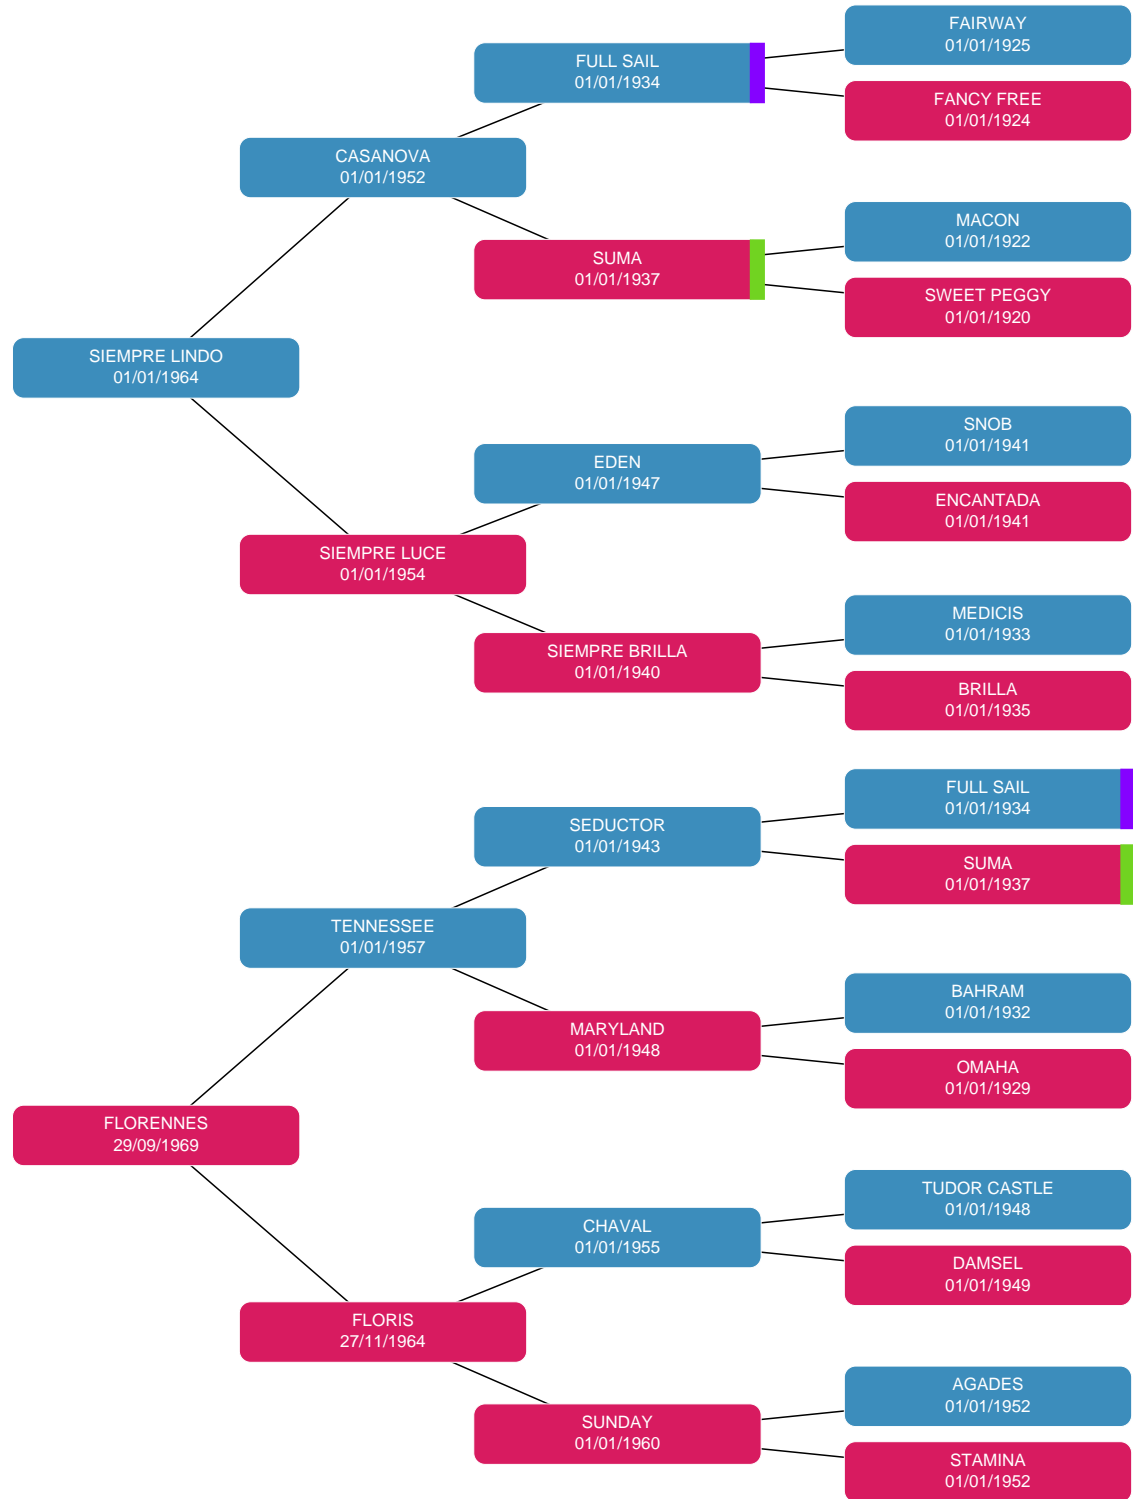 FAIRWAY
01/01/1925
FULL SAIL
01/01/1934
FANCY FREE
01/01/1924
CASANOVA
01/01/1952
MACON
01/01/1922
SUMA
01/01/1937
SWEET PEGGY
01/01/1920
SIEMPRE LINDO
01/01/1964
SNOB
01/01/1941
EDEN
01/01/1947
ENCANTADA
01/01/1941
SIEMPRE LUCE
01/01/1954
MEDICIS
01/01/1933
SIEMPRE BRILLA
01/01/1940
BRILLA
01/01/1935
FULL SAIL
01/01/1934
SEDUCTOR
01/01/1943
SUMA
01/01/1937
TENNESSEE
01/01/1957
BAHRAM
01/01/1932
MARYLAND
01/01/1948
OMAHA
01/01/1929
FLORENNES
29/09/1969
TUDOR CASTLE
01/01/1948
CHAVAL
01/01/1955
DAMSEL
01/01/1949
FLORIS
27/11/1964
AGADES
01/01/1952
SUNDAY
01/01/1960
STAMINA
01/01/1952